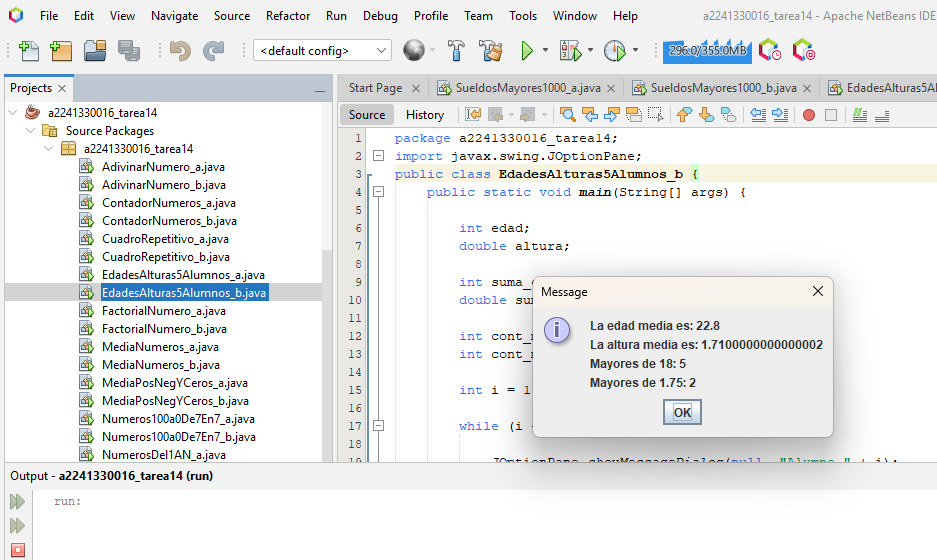 File Edit View Navigate Source Refactor Run Debug Profile Team Tools Window Help a2241330016_tarea14 - Apache NetBeans IDE
<default config> 296.0/355.0MB
Projects
Start Page SueldosMayores1000_a.java SueldosMayores1000_b.java EdadesAlturas5Al
a2241330016_tarea14
Source Packages
a2241330016_tarea14
AdivinarNumero_a.java
AdivinarNumero_b.java
ContadorNumeros_a.java
ContadorNumeros_b.java
CuadroRepetitivo_a.java
CuadroRepetitivo_b.java
EdadesAlturas5Alumnos_a.java
EdadesAlturas5Alumnos_b.java
FactorialNumero_a.java
FactorialNumero_b.java
MediaNumeros_a.java
MediaNumeros_b.java
MediaPosNegYCeros_a.java
MediaPosNegYCeros_b.java
Numeros100a0De7En7_a.java
Numeros100a0De7En7_b.java
NumerosDel1AN_a.java
Source History
1 package a2241330016_tarea14;
2 import javax.swing.JOptionPane;
3 public class EdadesAlturas5Alumnos_b {
4 public static void main(String[] args) {
5
6 int edad;
7 double altura;
8
9 int suma_
10 double su
11
12 int cont_
13 int cont_
14
15 int i = 1
16
17 while (i
18
19 JOptionPane.showMessageDialog(null, "Alumno " + i);
Message
La edad media es: 22.8
La altura media es: 1.7100000000000002
Mayores de 18: 5
Mayores de 1.75: 2
OK
Output - a2241330016_tarea14 (run)
run: